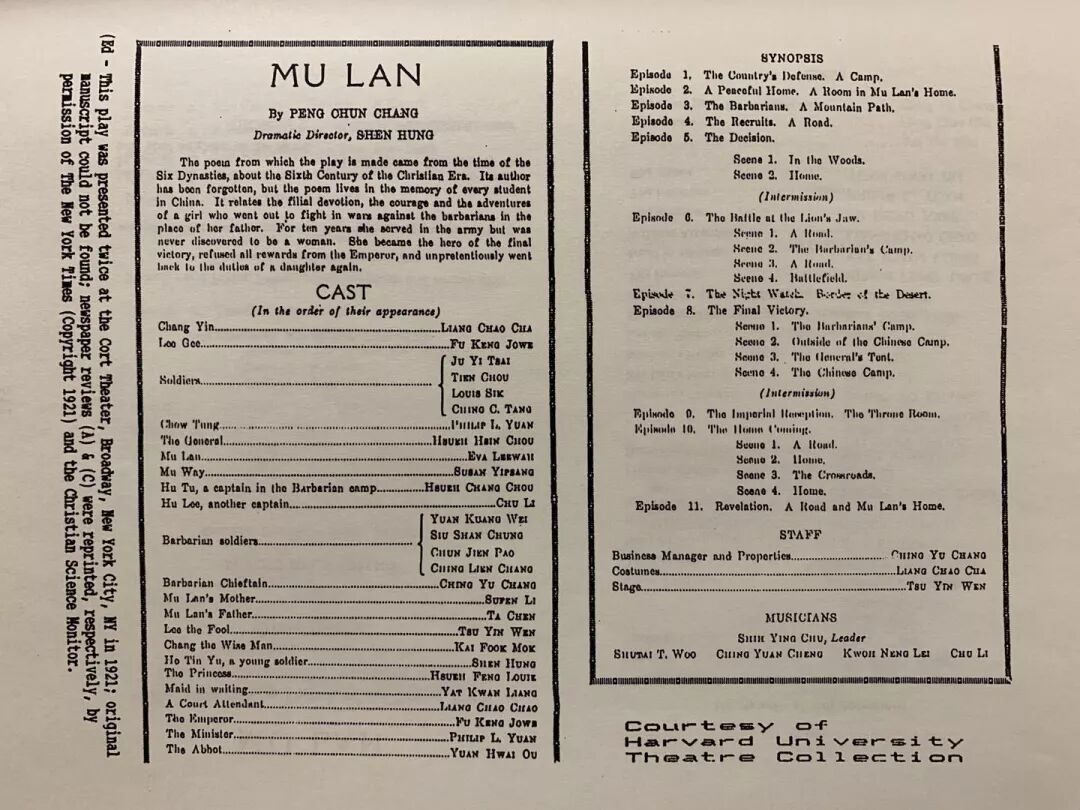 (Ed - This play was presented twice at the Cort Theater, Broadway, New York City, NY in 1921; original
manuscript could not be found; newspaper reviews (A) & (C) were reprinted, respectively, by
permission of The New York Times (Copyright 1921) and the Christian Science Monitor.
MU LAN
By PENG CHUN CHANG
Dramatic Director, SHEN HUNG
The poem from which the play is made came from the time of the
Six Dynasties, about the Sixth Century of the Christian Era. Its author
has been forgotten, but the poem lives in the memory of every student
in China. It relates the filial devotion, the courage and the adventures
of a girl who went out to fight in wars against the barbarians in the
place of her father. For ten years she served in the army but was
never discovered to be a woman. She became the hero of the final
victory, refused all rewards from the Emperor, and unpretentiously went
back to the duties of a daughter again.
CAST
(In the order of their appearance)
Chang Yin....LIANG CHAO CHA
Lee Gee....FU KENG JOWE
Soldiers....
JU YI TSAI
TIEN CHOU
LOUIS SIK
CHING C. TANG
Chow Tung....PHILIP L. YUAN
The General....HSUEH HSIN CHOU
Mu Lan....EVA LEEWAH
Mu Way....SUSAN YIPSANG
Hu Tu, a captain in the Barbarian camp....HSUEH CHANG CHOU
Hu Lee, another captain....CHU LI
Barbarian soldiers....
YUAN KUANG WEI
SIU SHAN CHUNG
CHUN JIEN PAO
CHING LIEN CHANG
Barbarian Chieftain....CHING YU CHANG
Mu Lan's Mother....SUPEN LI
Mu Lan's Father....TA CHEN
Lee the Fool....TSU YIN WEN
Chang the Wise Man....KAI FOOK MOK
Ho Tin Yu, a young soldier....SHEN HUNG
The Princess....HSUEH FENG LOUIE
Maid in waiting....YAT KWAN LIANG
A Court Attendant....LIANG CHAO CHAO
The Emperor....FU KENG JOWE
The Minister....PHILIP L. YUAN
The Abbot....YUAN HWAI OU
SYNOPSIS
Episode 1. The Country's Defense. A Camp.
Episode 2. A Peaceful Home. A Room in Mu Lan's Home.
Episode 3. The Barbarians. A Mountain Path.
Episode 4. The Recruits. A Road.
Episode 5. The Decision.
Scene 1. In the Woods.
Scene 2. Home.
(Intermission)
Episode 6. The Battle at the Lion's Jaw.
Scene 1. A Road.
Scene 2. The Barbarian's Camp.
Scene 3. A Road.
Scene 4. Battlefield.
Episode 7. The Night Watch. Border of the Desert.
Episode 8. The Final Victory.
Scene 1. The Barbarians' Camp.
Scene 2. Outside of the Chinese Camp.
Scene 3. The General's Tent.
Scene 4. The Chinese Camp.
(Intermission)
Episode 9. The Imperial Reception. The Throne Room.
Episode 10. The Home Coming.
Scene 1. A Road.
Scene 2. Home.
Scene 3. The Crossroads.
Scene 4. Home.
Episode 11. Revelation. A Road and Mu Lan's Home.
STAFF
Business Manager and Properties....CHING YU CHANG
Costumes....LIANG CHAO CHA
Stage....TSU YIN WEN
MUSICIANS
SHIH YING CHU, Leader
SHUTAI T. WOO CHING YUAN CHENG KWOH NENG LEI CHU LI
Courtesy of
Harvard University
Theatre Collection